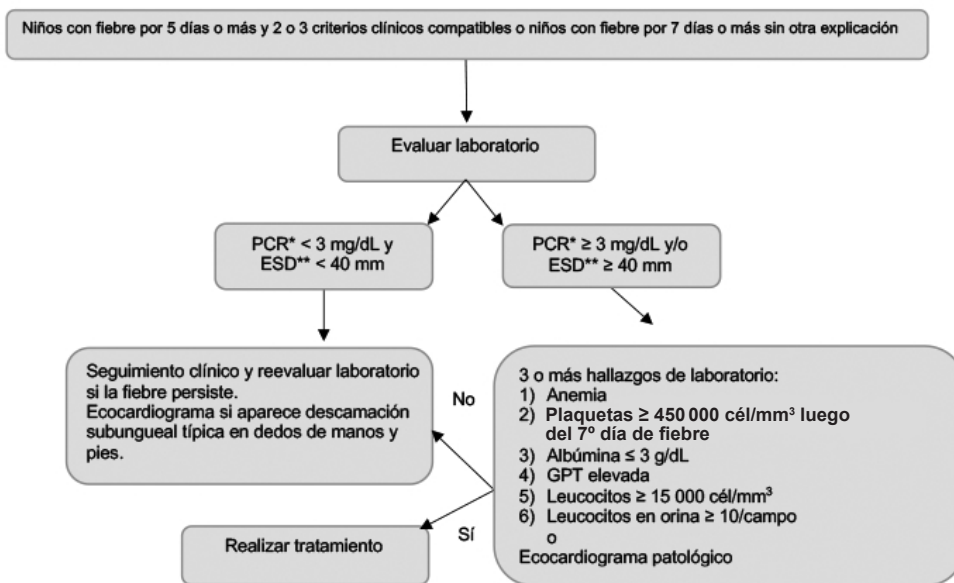 Niños con fiebre por 5 días o más y 2 o 3 criterios clínicos compatibles o niños con fiebre por 7 días o más sin otra explicación
Evaluar laboratorio
PCR* < 3 mg/dL y
ESD** < 40 mm
PCR* ≥ 3 mg/dL y/o
ESD** ≥ 40 mm
Seguimiento clínico y reevaluar laboratorio
si la fiebre persiste.
Ecocardiograma si aparece descamación
subungueal típica en dedos de manos y
pies.
No
3 o más hallazgos de laboratorio:
1) Anemia
2) Plaquetas ≥ 450 000 cél/mm³ luego
del 7º día de fiebre
3) Albúmina ≤ 3 g/dL
4) GPT elevada
5) Leucocitos ≥ 15 000 cél/mm³
6) Leucocitos en orina ≥ 10/campo
o
Ecocardiograma patológico
Sí
Realizar tratamiento